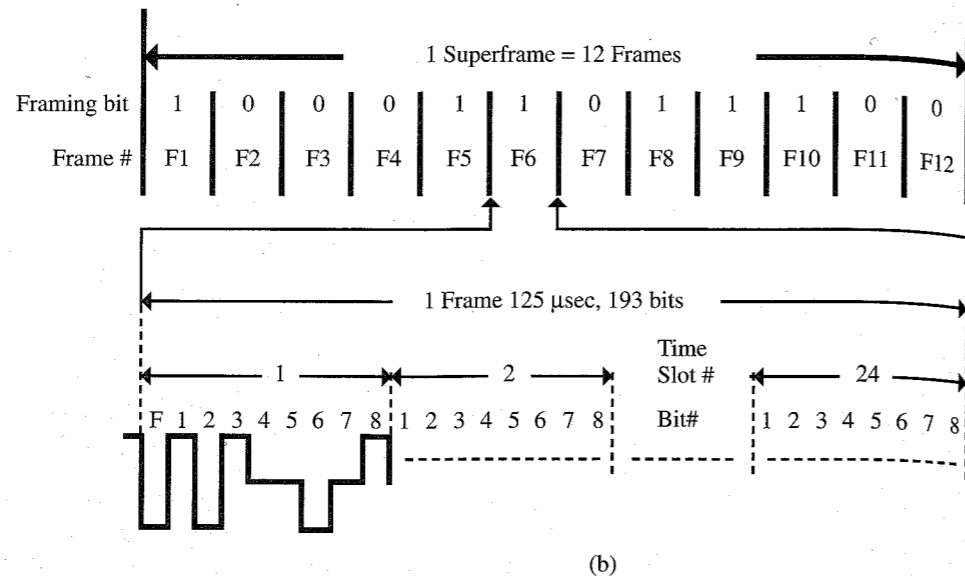 1 Superframe = 12 Frames
Framing bit 1 0 0 0 1 1 0 1 1 1 0 0
Frame # F1 F2 F3 F4 F5 F6 F7 F8 F9 F10 F11 F12
1 Frame 125 μsec, 193 bits
Time
1 2 Slot # 24
F 1 2 3 4 5 6 7 8 1 2 3 4 5 6 7 8 Bit# 1 2 3 4 5 6 7 8
(b)